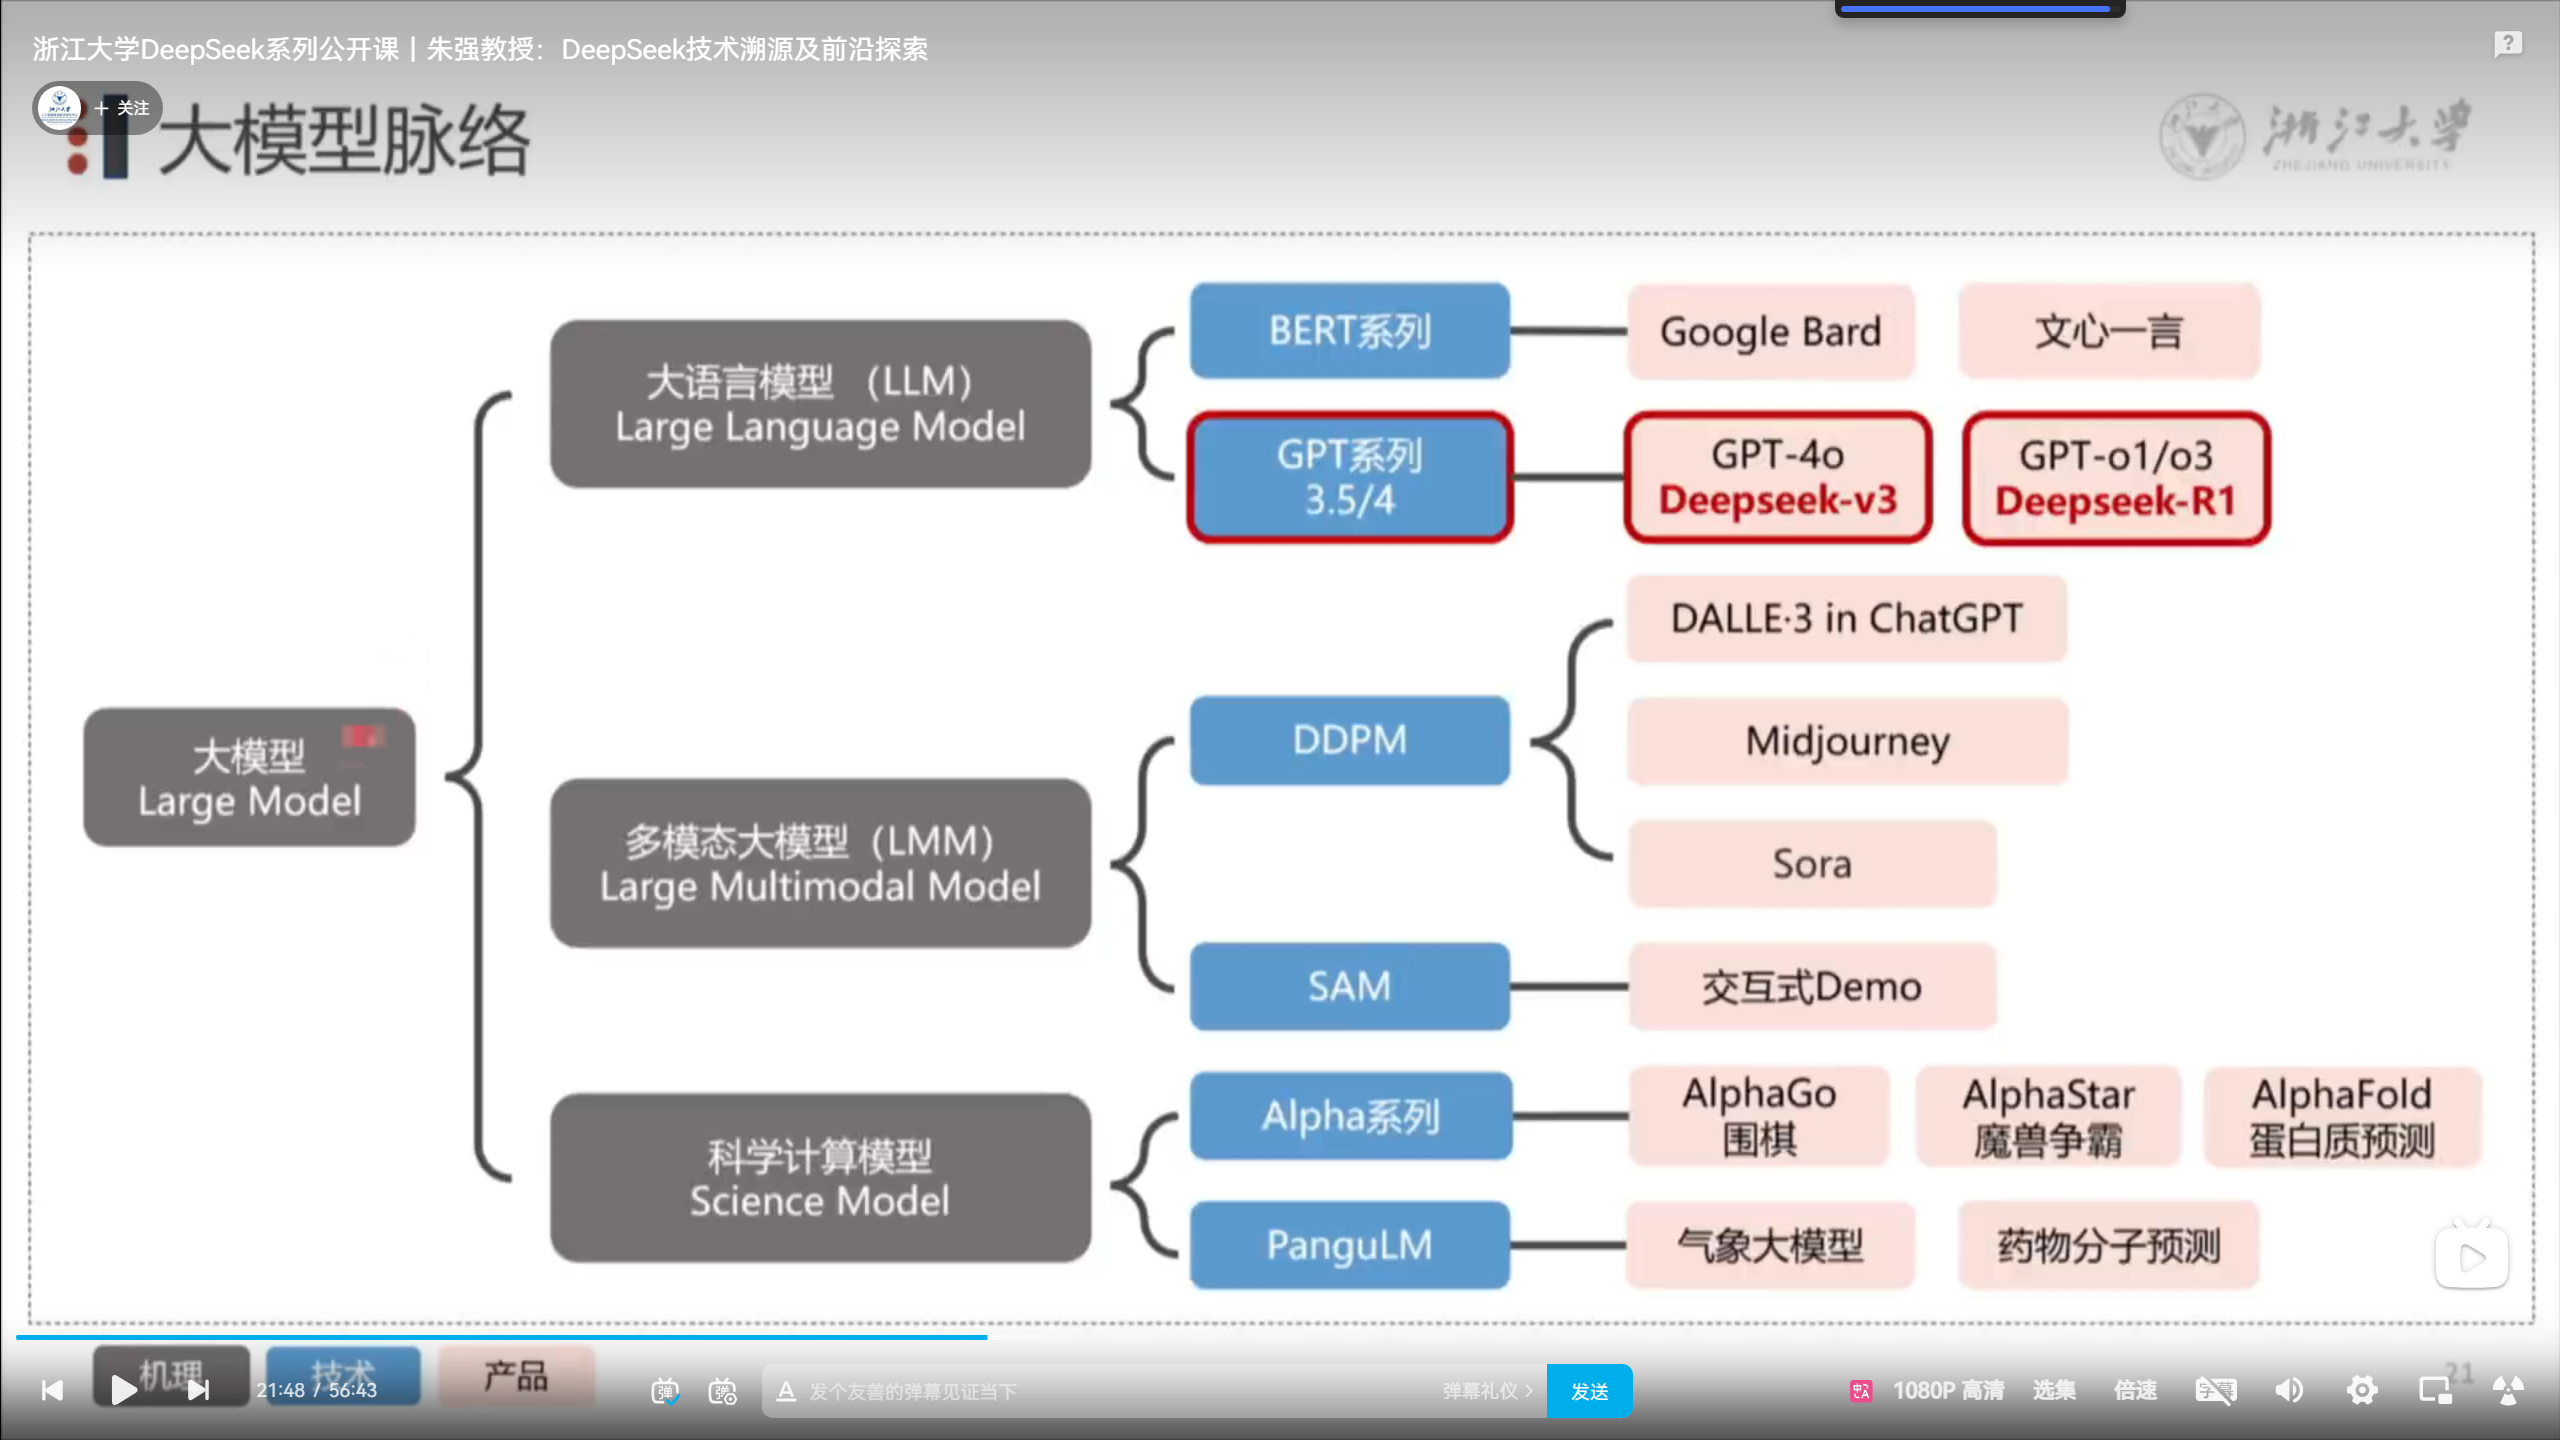 浙江大学DeepSeek系列公开课｜朱强教授：DeepSeek技术溯源及前沿探索
+ 关注
大模型脉络
浙江大学
ZHEJIANG UNIVERSITY
大模型
Large Model
大语言模型 （LLM）
Large Language Model
BERT系列
Google Bard
文心一言
GPT系列
3.5/4
GPT-4o
Deepseek-v3
GPT-o1/o3
Deepseek-R1
多模态大模型（LMM）
Large Multimodal Model
DDPM
DALLE·3 in ChatGPT
Midjourney
Sora
SAM
交互式Demo
科学计算模型
Science Model
Alpha系列
AlphaGo
围棋
AlphaStar
魔兽争霸
AlphaFold
蛋白质预测
PanguLM
气象大模型
药物分子预测
机理
技术
产品
21
21:48 / 56:43
弹
弹
A 发个友善的弹幕见证当下
弹幕礼仪 >
发送
1080P 高清
选集
倍速
字幕